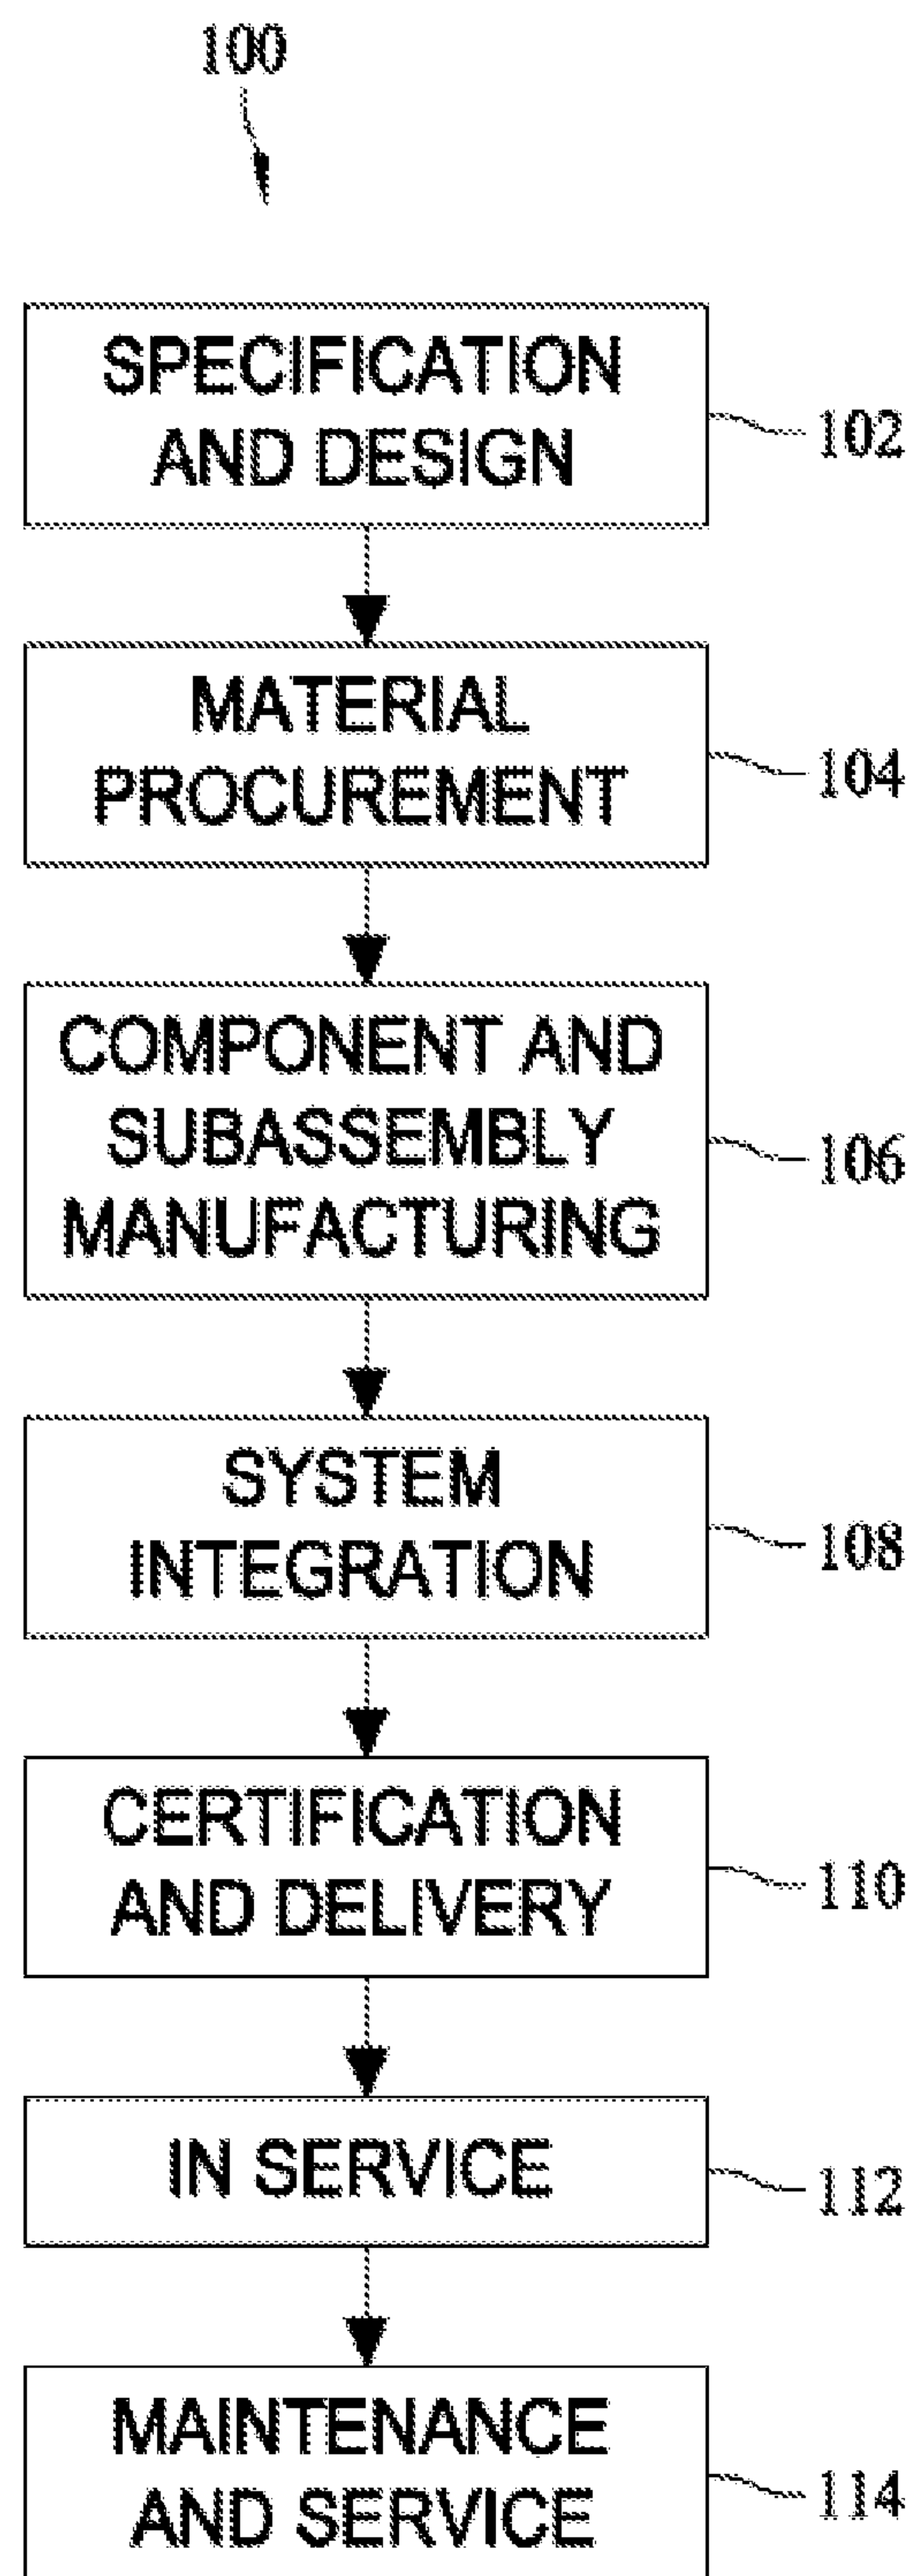 100
SPECIFICATION
AND DESIGN
102
MATERIAL
PROCUREMENT
104
COMPONENT AND
SUBASSEMBLY
MANUFACTURING
106
SYSTEM
INTEGRATION
108
CERTIFICATION
AND DELIVERY
110
IN SERVICE
112
MAINTENANCE
AND SERVICE
114